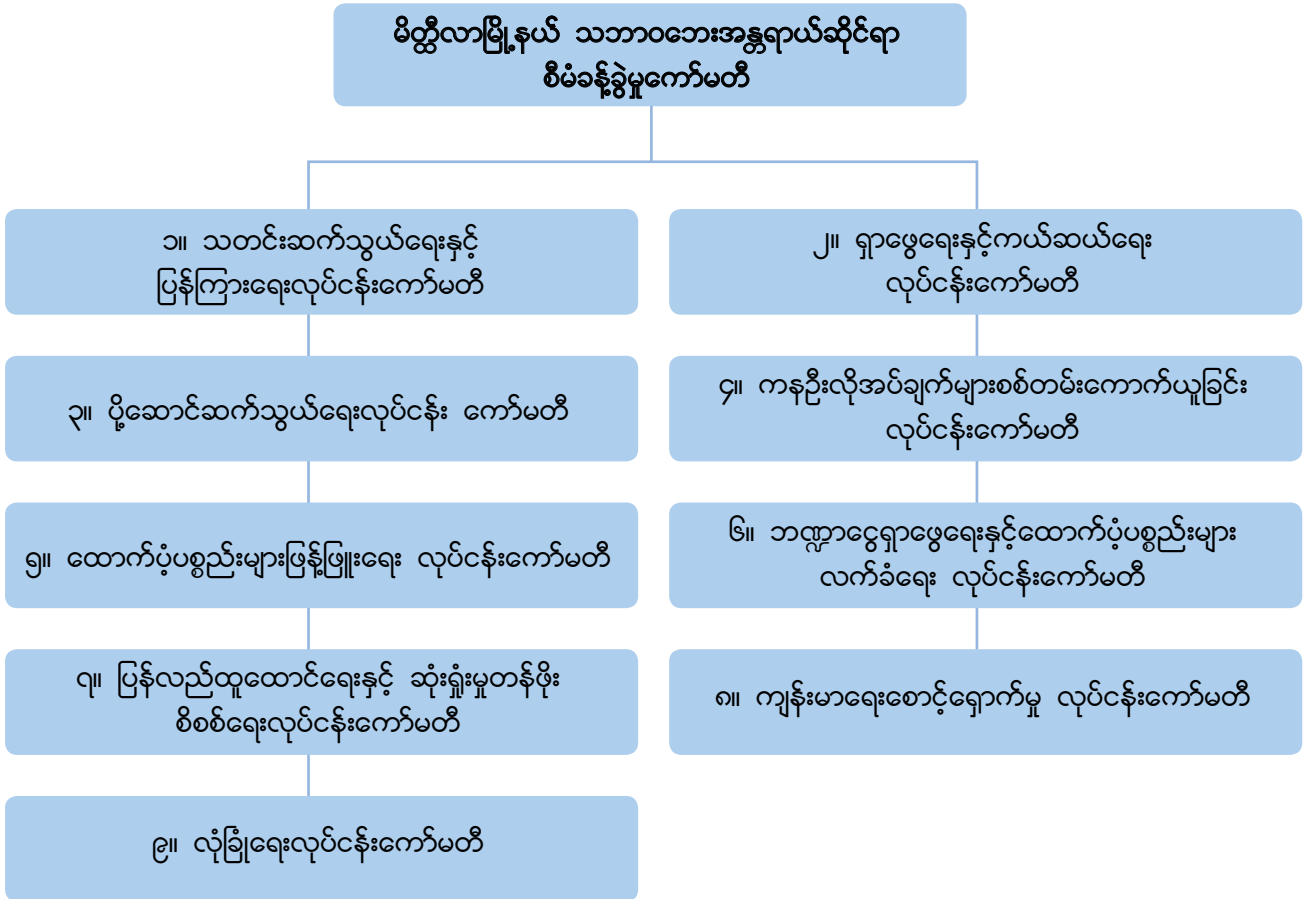 မိတ္ထီလာမြို့နယ် သဘာဝဘေးအန္တရာယ်ဆိုင်ရာ
စီမံခန့်ခွဲမှုကော်မတီ
၁။ သတင်းဆက်သွယ်ရေးနှင့်
ပြန်ကြားရေးလုပ်ငန်းကော်မတီ
၂။ ရှာဖွေရေးနှင့်ကယ်ဆယ်ရေး
လုပ်ငန်းကော်မတီ
၃။ ပို့ဆောင်ဆက်သွယ်ရေးလုပ်ငန်း ကော်မတီ
၄။ ကနဦးလိုအပ်ချက်များစစ်တမ်းကောက်ယူခြင်း
လုပ်ငန်းကော်မတီ
၅။ ထောက်ပံ့ပစ္စည်းများဖြန့်ဖြူးရေး လုပ်ငန်းကော်မတီ
၆။ ဘဏ္ဍာငွေရှာဖွေရေးနှင့်ထောက်ပံ့ပစ္စည်းများ
လက်ခံရေး လုပ်ငန်းကော်မတီ
၇။ ပြန်လည်ထူထောင်ရေးနှင့် ဆုံးရှုံးမှုတန်ဖိုး
စိစစ်ရေးလုပ်ငန်းကော်မတီ
၈။ ကျန်းမာရေးစောင့်ရှောက်မှု လုပ်ငန်းကော်မတီ
၉။ လုံခြုံရေးလုပ်ငန်းကော်မတီ